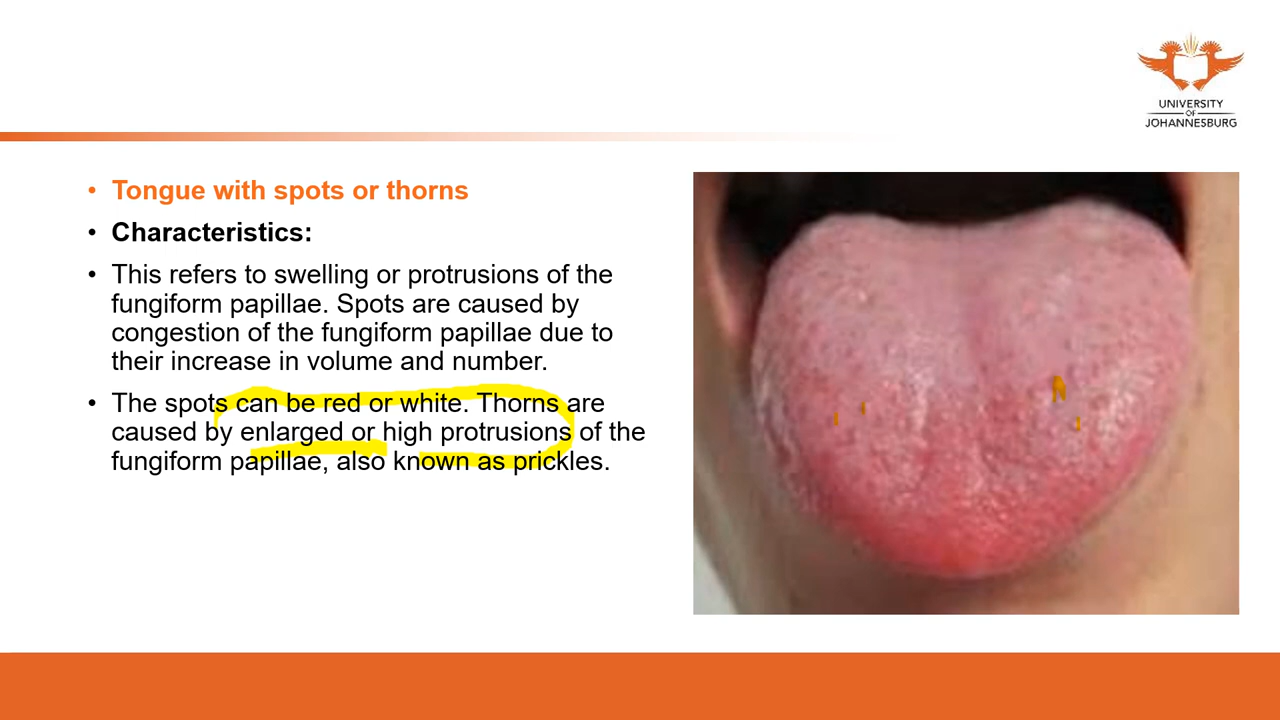 UNIVERSITY
OF
JOHANNESBURG
• Tongue with spots or thorns
• Characteristics:
• This refers to swelling or protrusions of the
fungiform papillae. Spots are caused by
congestion of the fungiform papillae due to
their increase in volume and number.
• The spots can be red or white. Thorns are
caused by enlarged or high protrusions of the
fungiform papillae, also known as prickles.